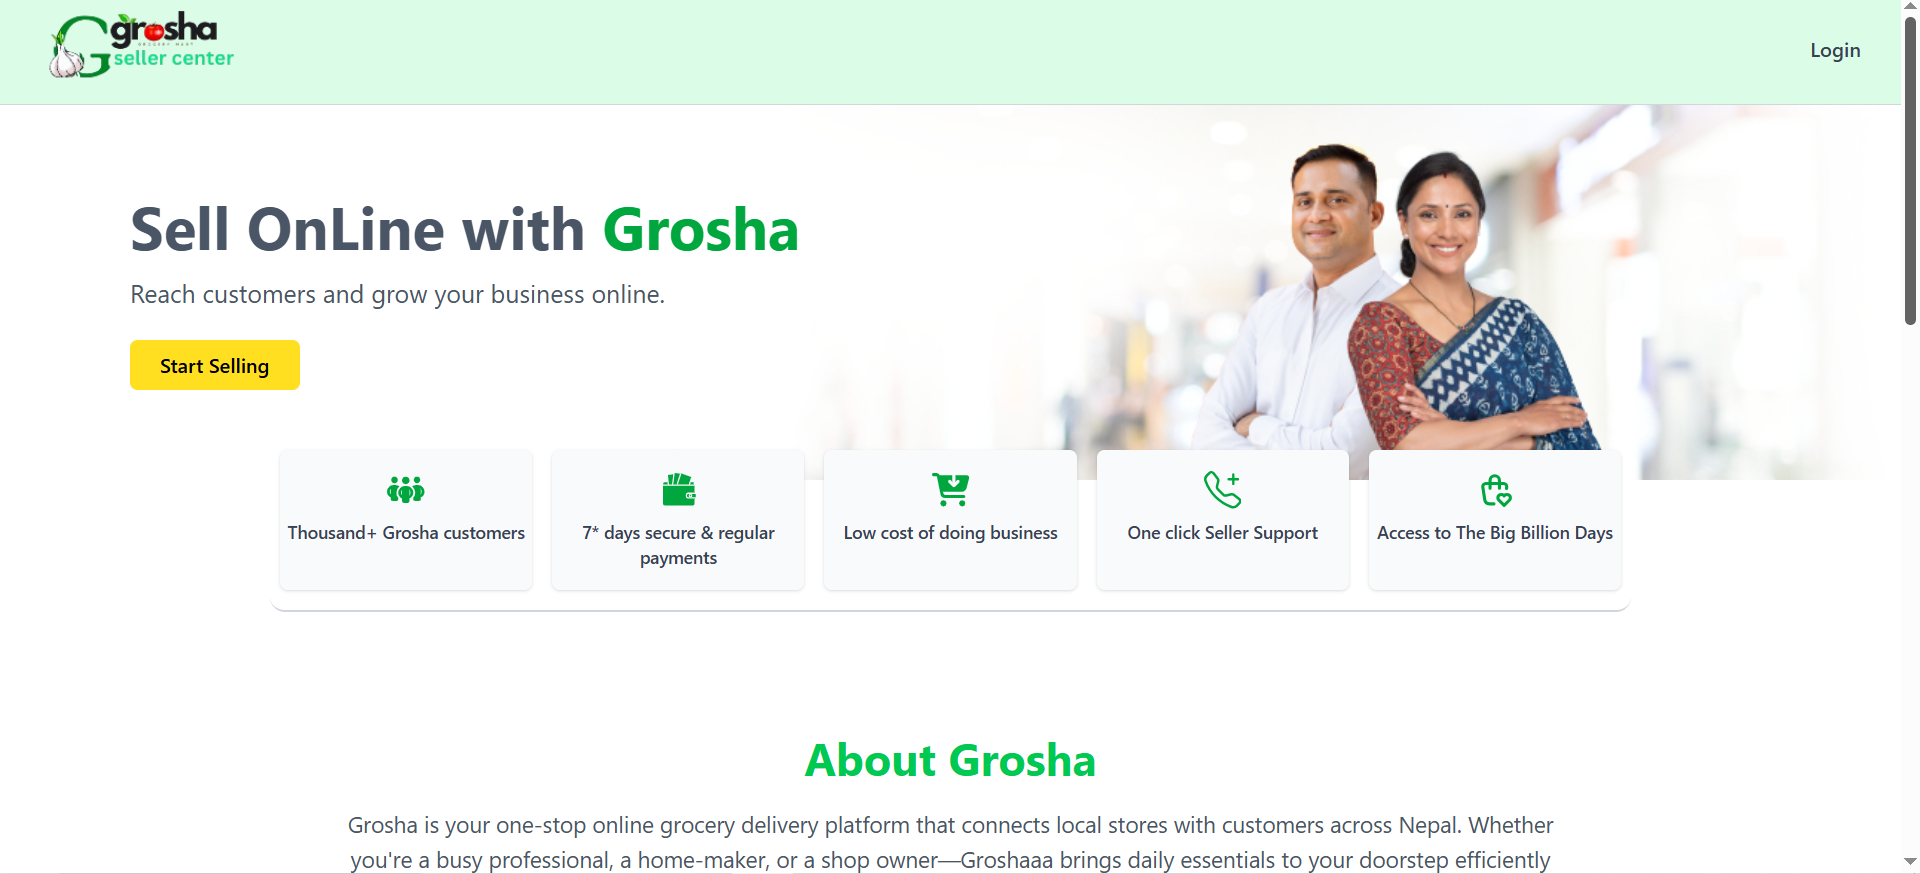 grosha
GROCERY MART
seller center
Login
Sell OnLine with Grosha
Reach customers and grow your business online.
Start Selling
Thousand+ Grosha customers
7* days secure & regular
payments
Low cost of doing business
One click Seller Support
Access to The Big Billion Days
About Grosha
Grosha is your one-stop online grocery delivery platform that connects local stores with customers across Nepal. Whether
you're a busy professional, a home-maker, or a shop owner—Groshaaa brings daily essentials to your doorstep efficiently